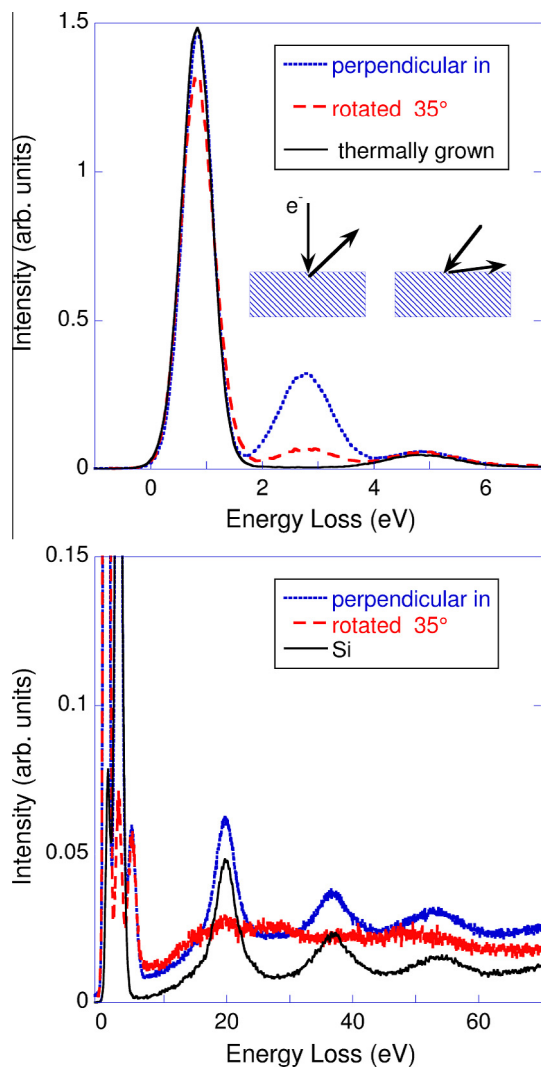 1.5
perpendicular in
rotated 35°
thermally grown
1
e-
0.5
0
0 2 4 6
Intensity (arb. units)
Energy Loss (eV)
0.15
perpendicular in
rotated 35°
Si
0.1
0.05
0
0 20 40 60
Intensity (arb. units)
Energy Loss (eV)